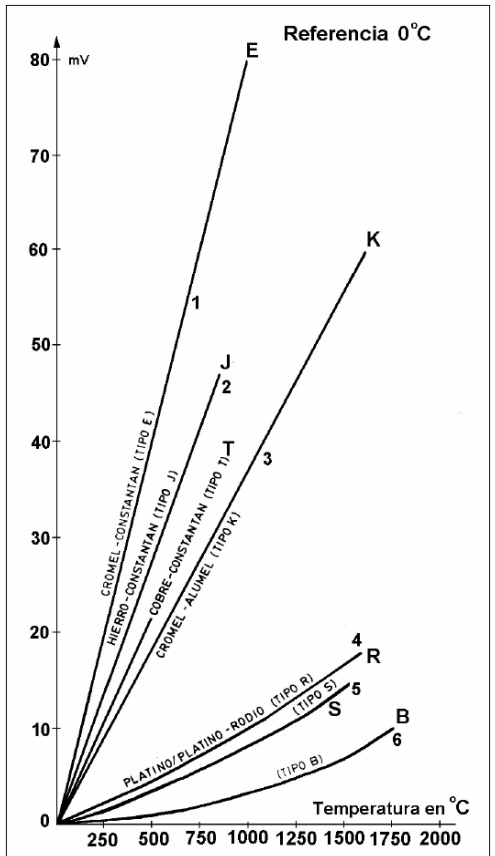 Referencia 0°C
mV
80
70
60
50
40
30
20
10
0
E
1
K
J
2
T
3
CROMEL-CONSTANTAN (TIPO E)
HIERRO-CONSTANTAN (TIPO J)
COBRE-CONSTANTAN (TIPO T)
CROMEL-ALUMEL (TIPO K)
4
R
PLATINO/PLATINO-RODIO (TIPO R)
5
(TIPO S)
S
B
6
(TIPO B)
Temperatura en °C
250 500 750 1000 1250 1500 1750 2000